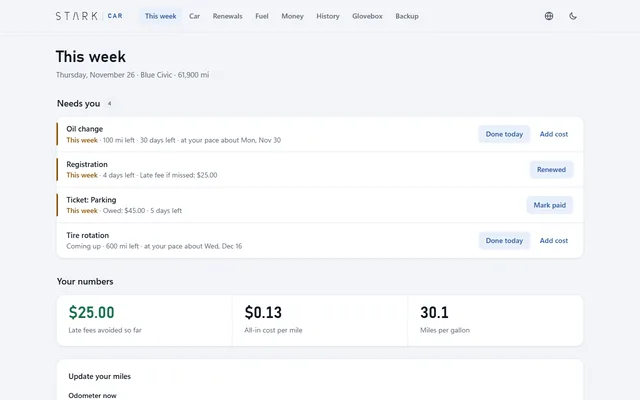 STARK CAR This week Car Renewals Fuel Money History Glovebox Backup
This week
Thursday, November 26 · Blue Civic · 61,900 mi
Needs you 4
Oil change
This week · 100 mi left · 30 days left · at your pace about Mon, Nov 30
Done today Add cost
Registration
This week · 4 days left · Late fee if missed: $25.00
Renewed
Ticket: Parking
This week · Owed: $45.00 · 5 days left
Mark paid
Tire rotation
Coming up · 600 mi left · at your pace about Wed, Dec 16
Done today Add cost
Your numbers
$25.00 $0.13 30.1
Late fees avoided so far All-in cost per mile Miles per gallon
Update your miles
Odometer now